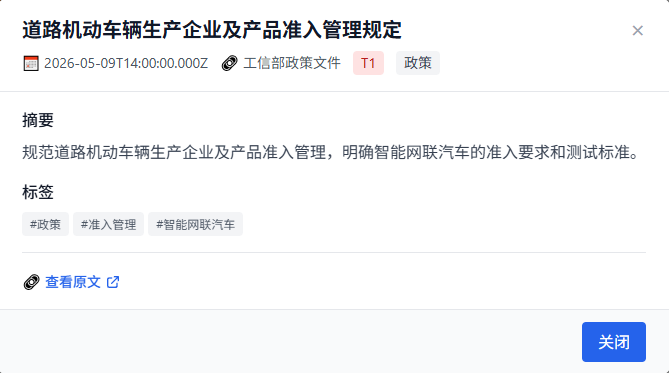 道路机动车辆生产企业及产品准入管理规定
2026-05-09T14:00:00.000Z 工信部政策文件 T1 政策
摘要
规范道路机动车辆生产企业及产品准入管理，明确智能网联汽车的准入要求和测试标准。
标签
#政策 #准入管理 #智能网联汽车
查看原文
关闭